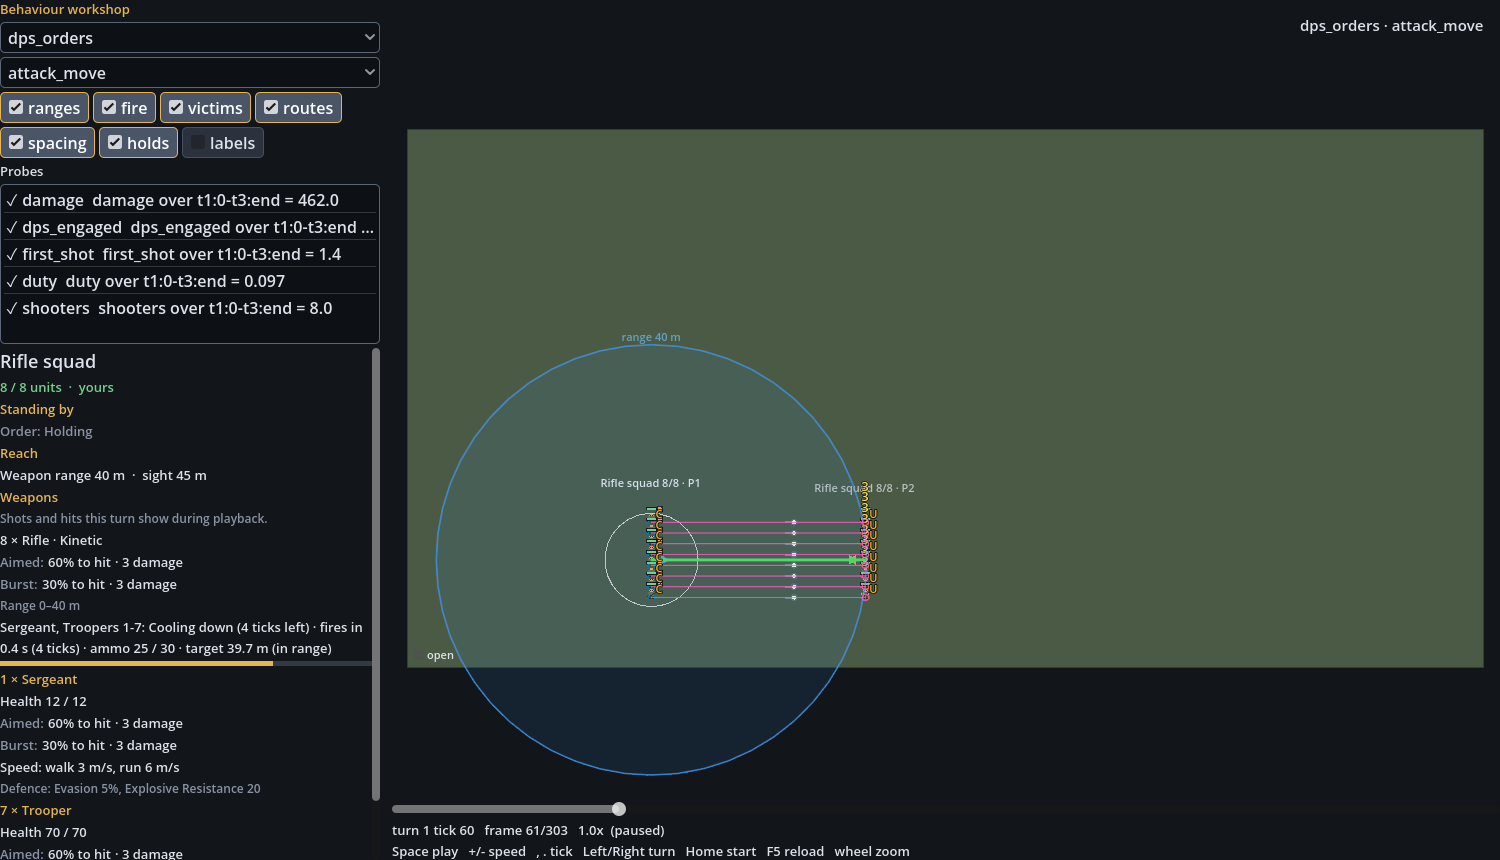 Behaviour workshop
dps_orders
attack_move
ranges
fire
victims
routes
spacing
holds
labels
Probes
✓ damage damage over t1:0-t3:end = 462.0
✓ dps_engaged dps_engaged over t1:0-t3:end ...
✓ first_shot first_shot over t1:0-t3:end = 1.4
✓ duty duty over t1:0-t3:end = 0.097
✓ shooters shooters over t1:0-t3:end = 8.0
Rifle squad
8 / 8 units · yours
Standing by
Order: Holding
Reach
Weapon range 40 m · sight 45 m
Weapons
Shots and hits this turn show during playback.
8 × Rifle · Kinetic
Aimed: 60% to hit · 3 damage
Burst: 30% to hit · 3 damage
Range 0–40 m
Sergeant, Troopers 1-7: Cooling down (4 ticks left) · fires in
0.4 s (4 ticks) · ammo 25 / 30 · target 39.7 m (in range)
1 × Sergeant
Health 12 / 12
Aimed: 60% to hit · 3 damage
Burst: 30% to hit · 3 damage
Speed: walk 3 m/s, run 6 m/s
Defence: Evasion 5%, Explosive Resistance 20
7 × Trooper
Health 70 / 70
Aimed: 60% to hit · 3 damage
dps_orders · attack_move
range 40 m
Rifle squad 8/8 · P1
Rifle squad 8/8 · P2
open
turn 1 tick 60 frame 61/303 1.0x (paused)
Space play +/- speed , . tick Left/Right turn Home start F5 reload wheel zoom